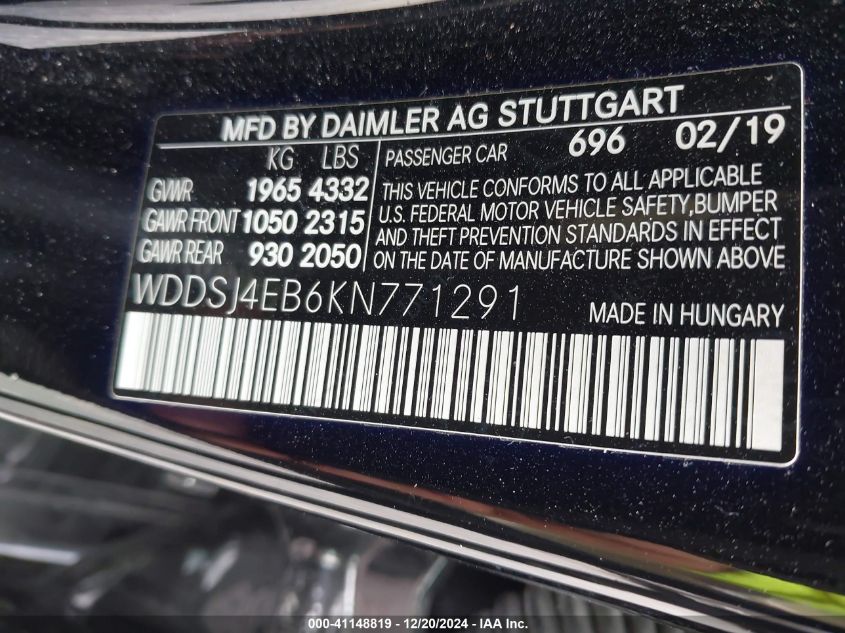 MFD BY DAIMLER AG STUTTGART
KG LBS
GVWR 1965 4332
GAWR FRONT 1050 2315
GAWR REAR 930 2050
PASSENGER CAR 696 02/19
THIS VEHICLE CONFORMS TO ALL APPLICABLE
U.S. FEDERAL MOTOR VEHICLE SAFETY,BUMPER
AND THEFT PREVENTION STANDARDS IN EFFECT
ON THE DATE OF MANUFACTURE SHOWN ABOVE
WDDSJ4EB6KN771291
MADE IN HUNGARY
000-41148819 - 12/20/2024 - IAA Inc.